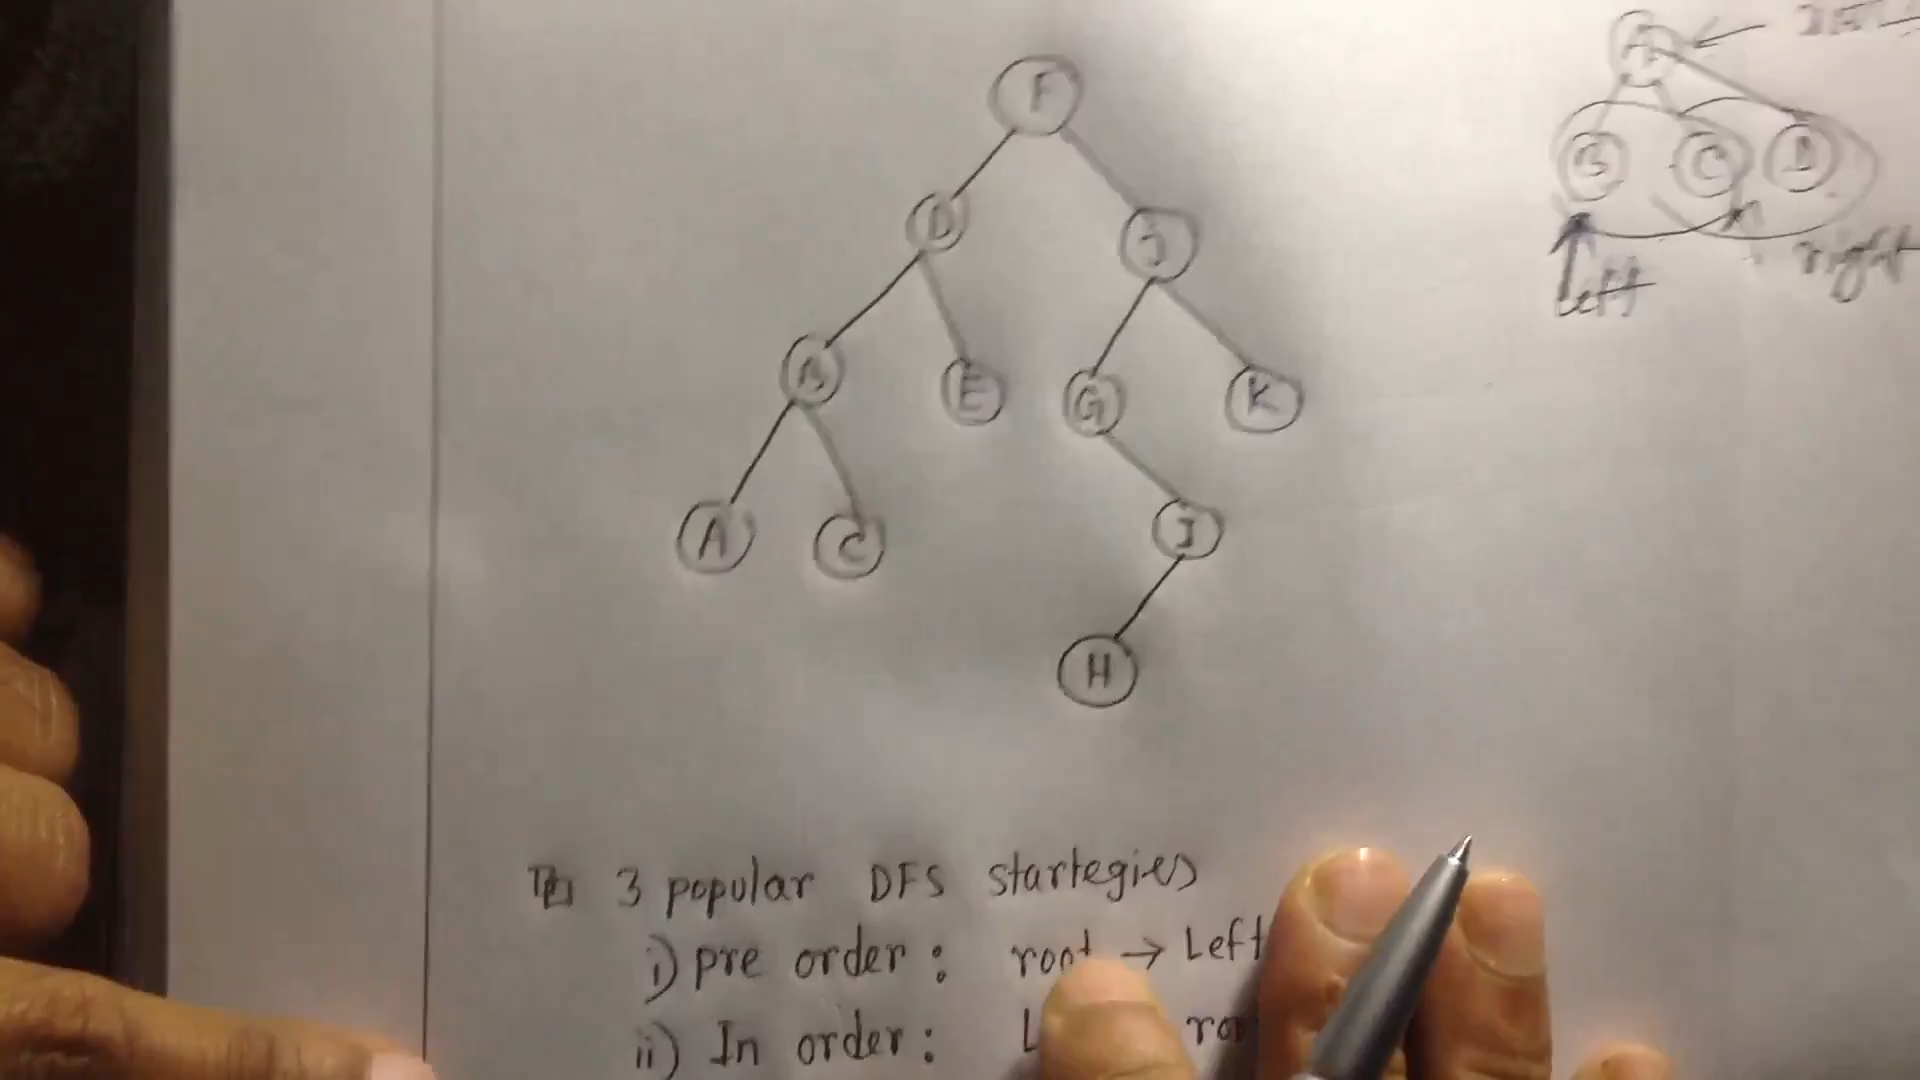 F
D J
B E G K
A C I
H
A
B C D
left right
3 popular DFS startegies
i) pre order : root → Left
ii) In order :